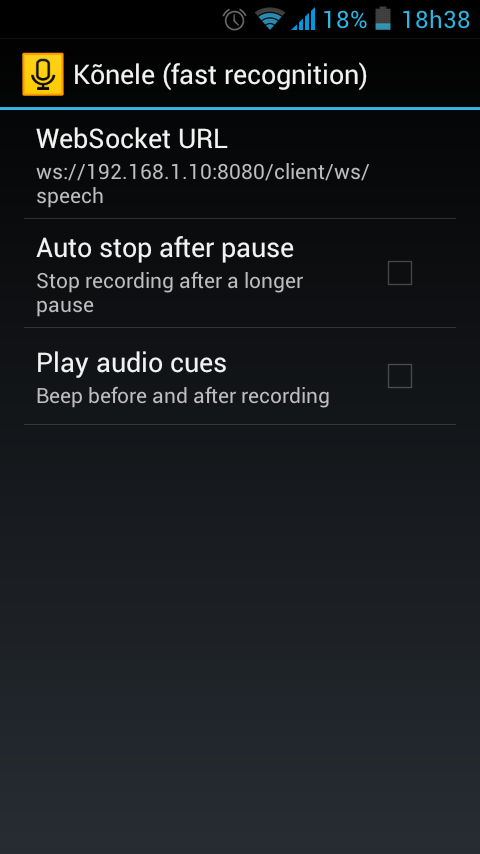 18% 18h38
Kõnele (fast recognition)
WebSocket URL
ws://192.168.1.10:8080/client/ws/
speech
Auto stop after pause
Stop recording after a longer
pause
Play audio cues
Beep before and after recording